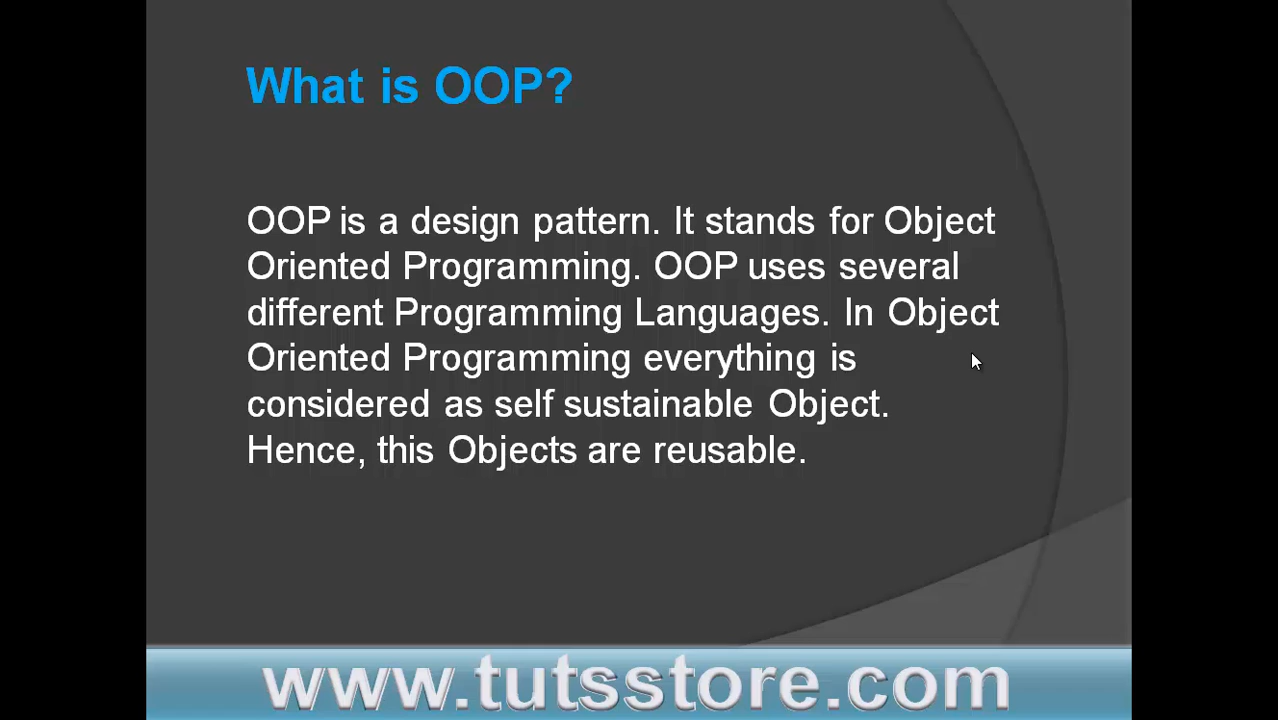 What is OOP?
OOP is a design pattern. It stands for Object
Oriented Programming. OOP uses several
different Programming Languages. In Object
Oriented Programming everything is
considered as self sustainable Object.
Hence, this Objects are reusable.
www.tutsstore.com